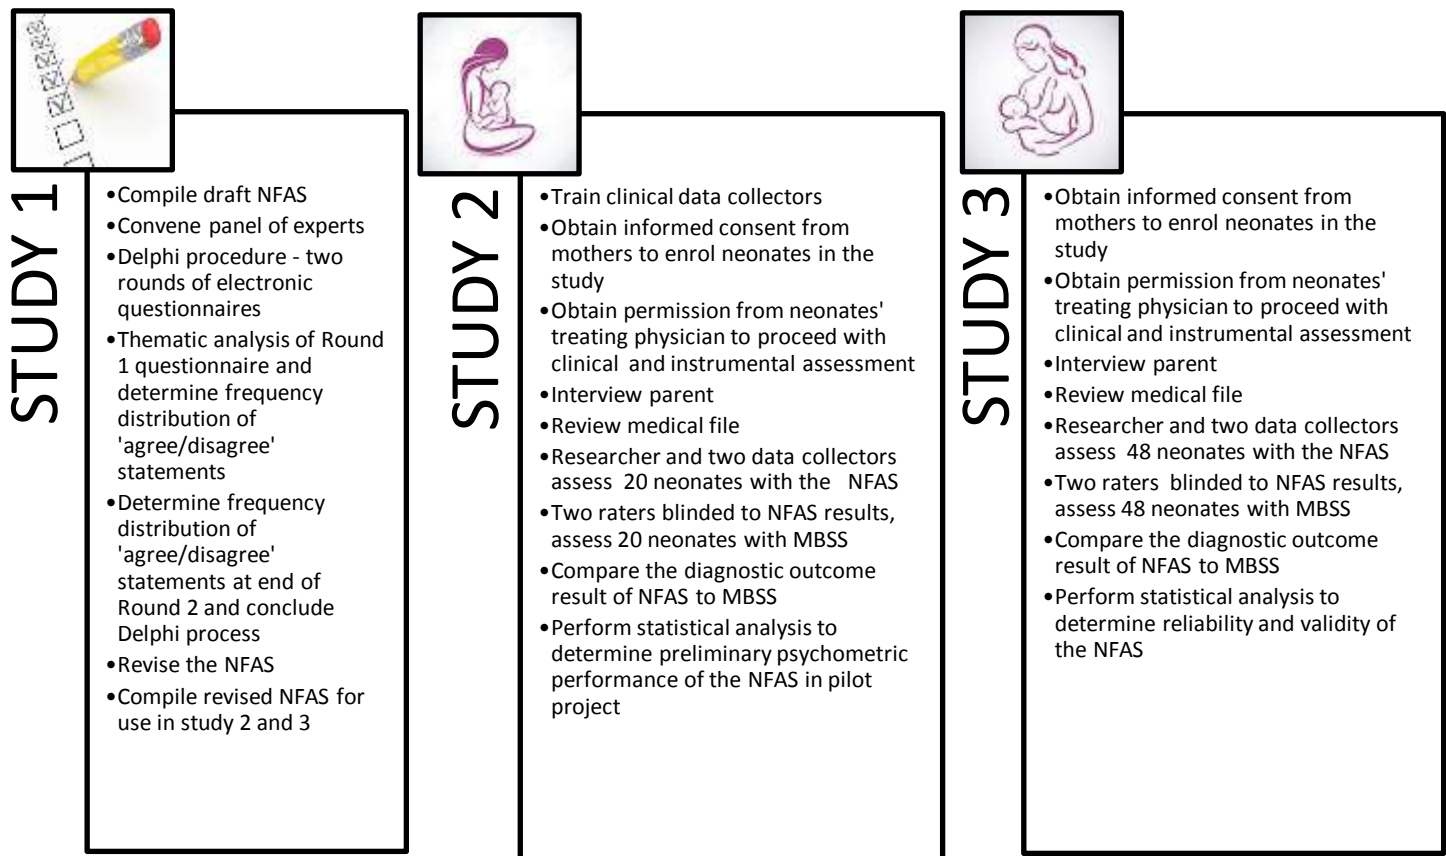 STUDY 1
•Compile draft NFAS
•Convene panel of experts
•Delphi procedure - two
rounds of electronic
questionnaires
•Thematic analysis of Round
1 questionnaire and
determine frequency
distribution of
'agree/disagree'
statements
•Determine frequency
distribution of
'agree/disagree'
statements at end of
Round 2 and conclude
Delphi process
•Revise the NFAS
•Compile revised NFAS for
use in study 2 and 3
STUDY 2
•Train clinical data collectors
•Obtain informed consent from
mothers to enrol neonates in the
study
•Obtain permission from neonates'
treating physician to proceed with
clinical and instrumental assessment
•Interview parent
•Review medical file
•Researcher and two data collectors
assess 20 neonates with the NFAS
•Two raters blinded to NFAS results,
assess 20 neonates with MBSS
•Compare the diagnostic outcome
result of NFAS to MBSS
•Perform statistical analysis to
determine preliminary psychometric
performance of the NFAS in pilot
project
STUDY 3
•Obtain informed consent from
mothers to enrol neonates in the
study
•Obtain permission from neonates'
treating physician to proceed with
clinical and instrumental assessment
•Interview parent
•Review medical file
•Researcher and two data collectors
assess 48 neonates with the NFAS
•Two raters blinded to NFAS results,
assess 48 neonates with MBSS
•Compare the diagnostic outcome
result of NFAS to MBSS
•Perform statistical analysis to
determine reliability and validity of
the NFAS